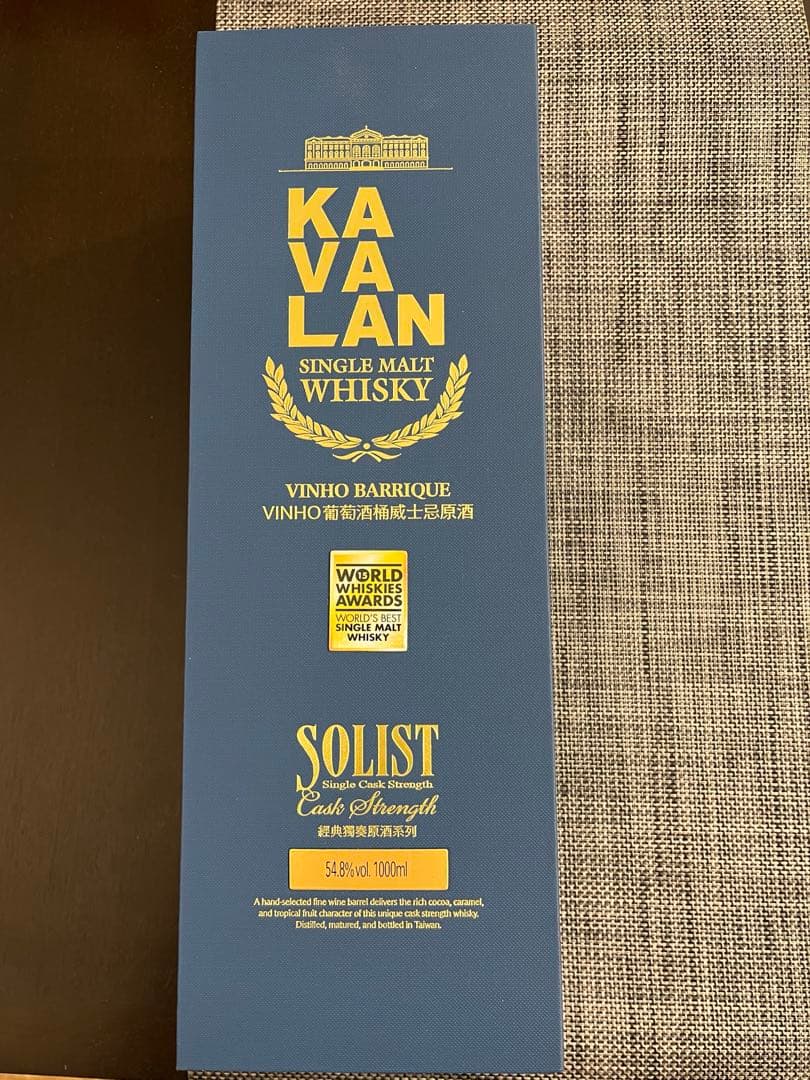 KA
VA
LAN
SINGLE MALT
WHISKY
VINHO BARRIQUE
VINHO葡萄酒桶威士忌原酒
WORLD
WHISKIES
AWARDS
WORLD'S BEST
SINGLE MALT
WHISKY
SOLIST
Single Cask Strength
Cask Strength
經典獨奏原酒系列
54.8%vol. 1000ml
A hand-selected fine wine barrel delivers the rich cocoa, caramel,
and tropical fruit character of this unique cask strength whisky.
Distilled, matured, and bottled in Taiwan.